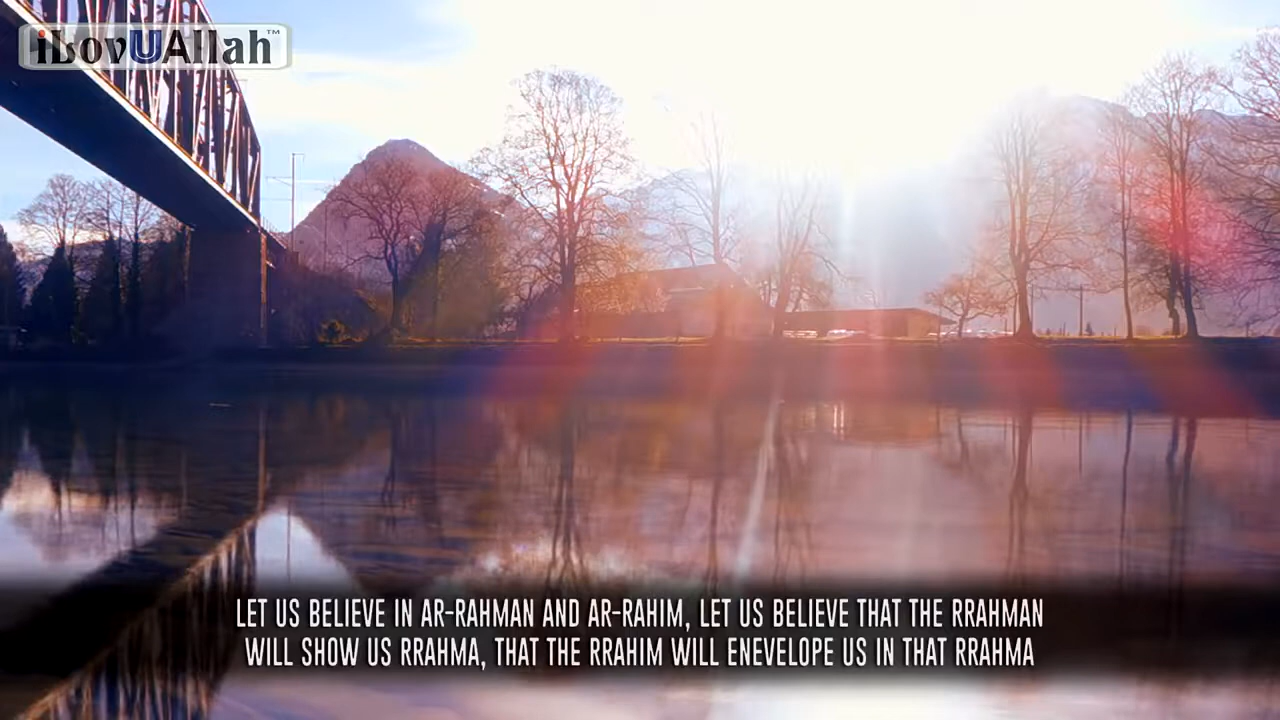 iLovUAllah™
LET US BELIEVE IN AR-RAHMAN AND AR-RAHIM, LET US BELIEVE THAT THE RRAHMAN
WILL SHOW US RRAHMA, THAT THE RRAHIM WILL ENEVELOPE US IN THAT RRAHMA